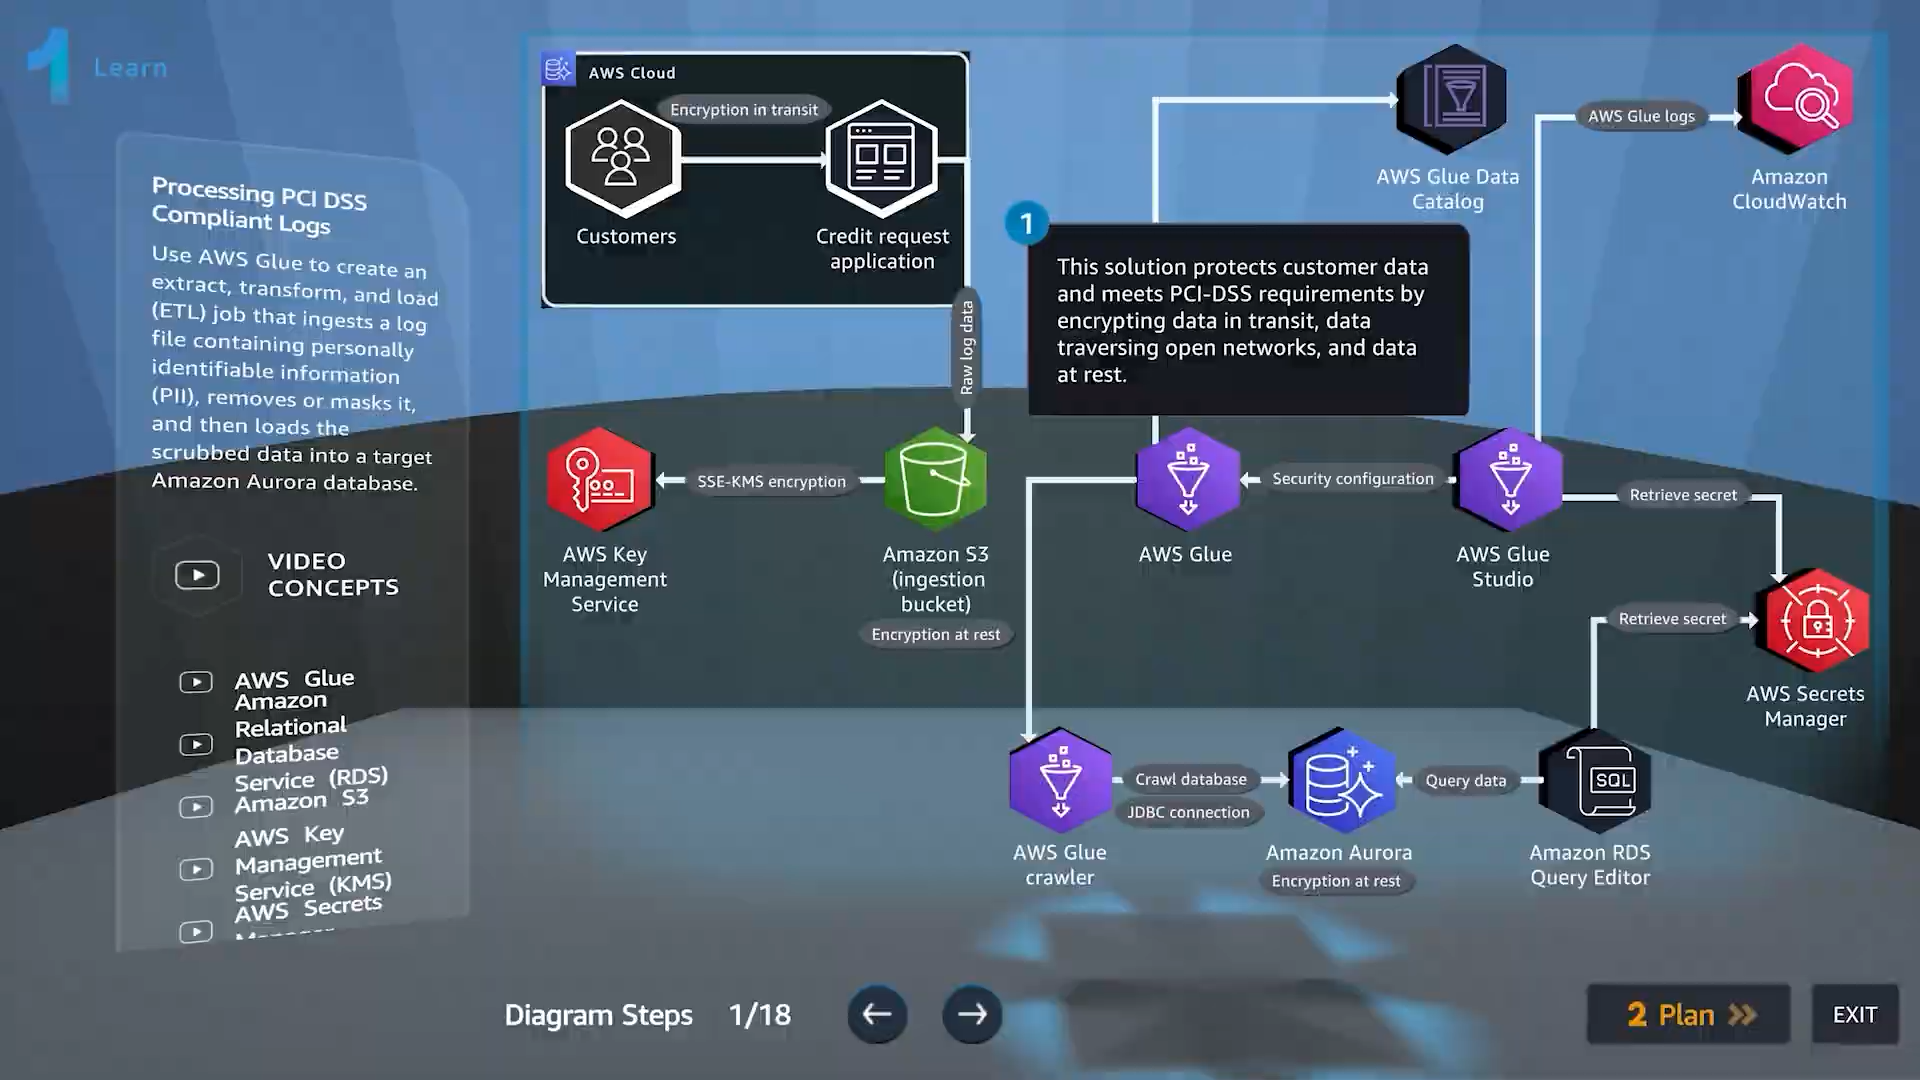 1 Learn
Processing PCI DSS
Compliant Logs
Use AWS Glue to create an
extract, transform, and load
(ETL) job that ingests a log
file containing personally
identifiable information
(PII), removes or masks it,
and then loads the
scrubbed data into a target
Amazon Aurora database.
VIDEO
CONCEPTS
AWS Glue
Amazon
Relational
Database
Service (RDS)
Amazon S3
AWS Key
Management
Service (KMS)
AWS Secrets
AWS Cloud
Encryption in transit
Customers
Credit request
application
Raw log data
AWS Glue Data
Catalog
AWS Glue logs
Amazon
CloudWatch
1
This solution protects customer data
and meets PCI-DSS requirements by
encrypting data in transit, data
traversing open networks, and data
at rest.
SSE-KMS encryption
Security configuration
Retrieve secret
AWS Key
Management
Service
Amazon S3
(ingestion
bucket)
Encryption at rest
AWS Glue
AWS Glue
Studio
Retrieve secret
AWS Secrets
Manager
Crawl database
JDBC connection
Query data
SQL
AWS Glue
crawler
Amazon Aurora
Encryption at rest
Amazon RDS
Query Editor
Diagram Steps 1/18
2 Plan
EXIT